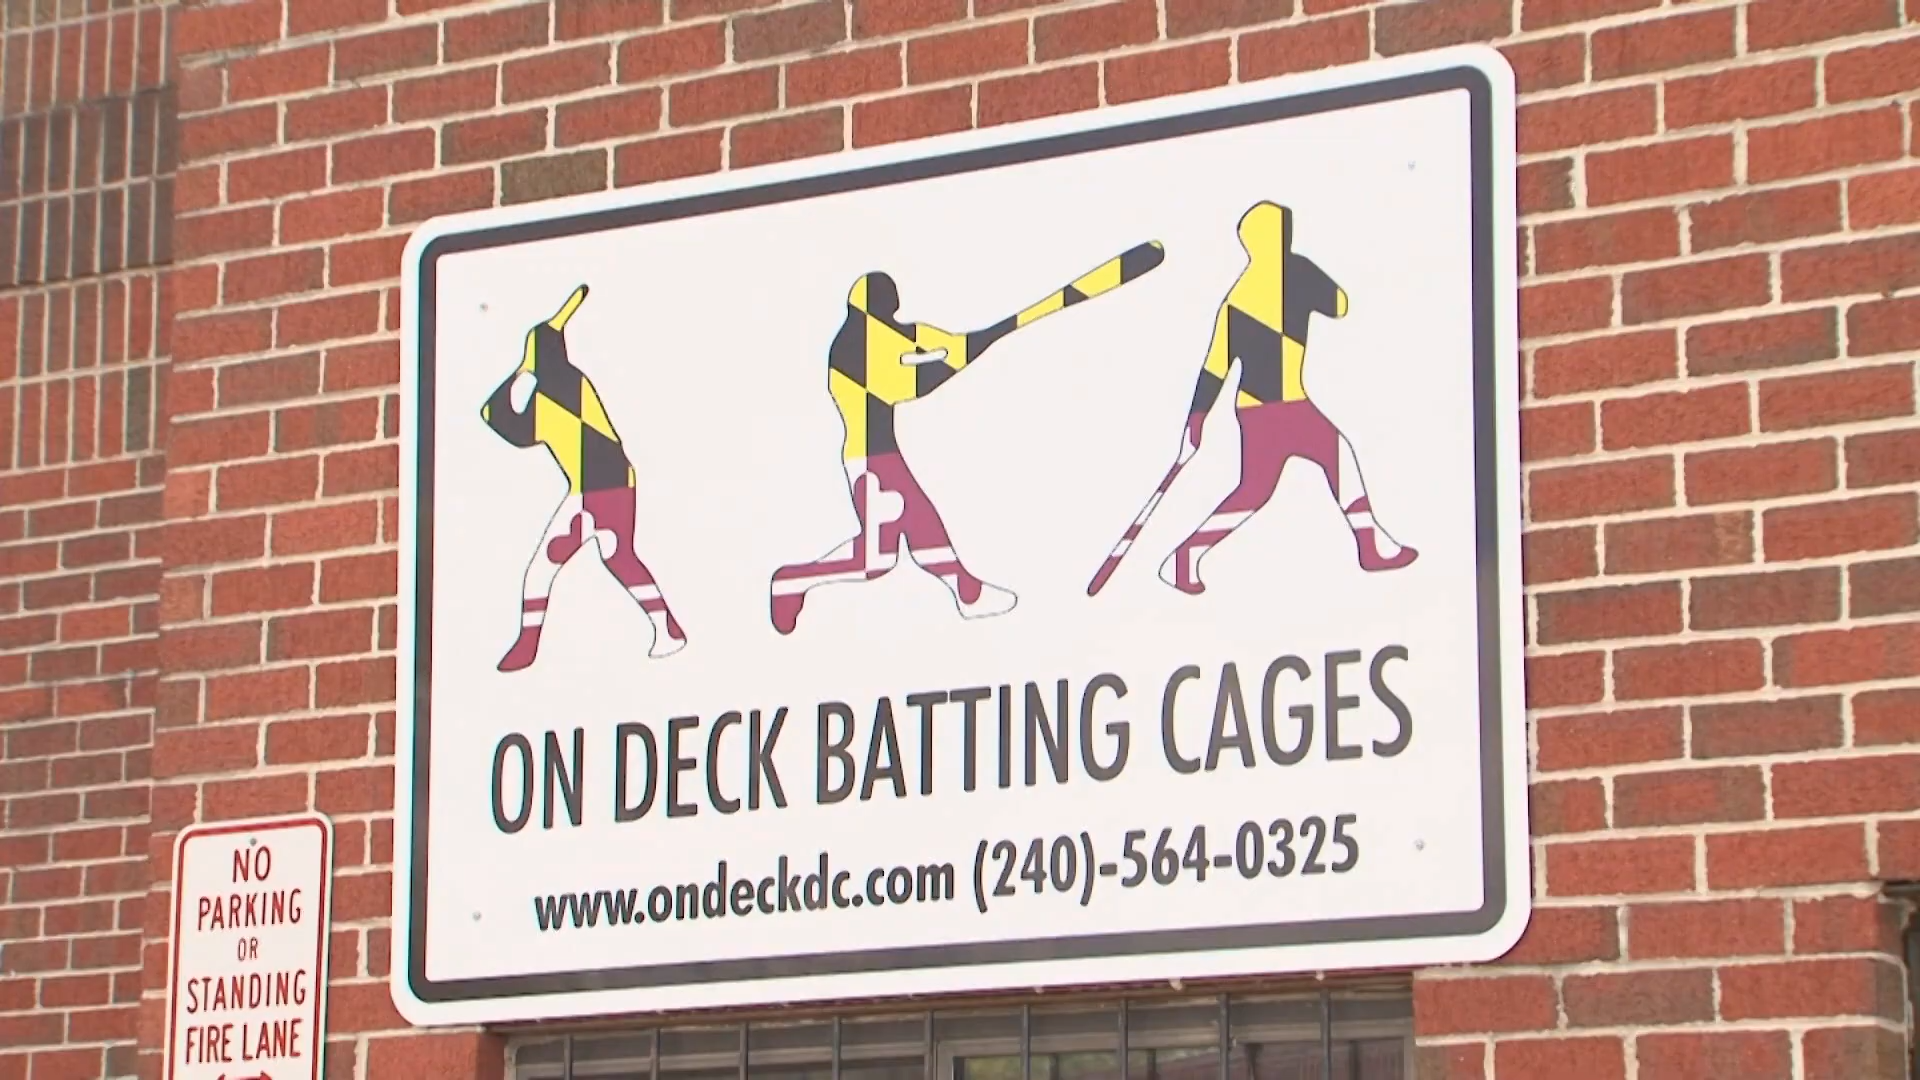 ON DECK BATTING CAGES
www.ondeckdc.com (240)-564-0325
NO
PARKING
OR
STANDING
FIRE LANE